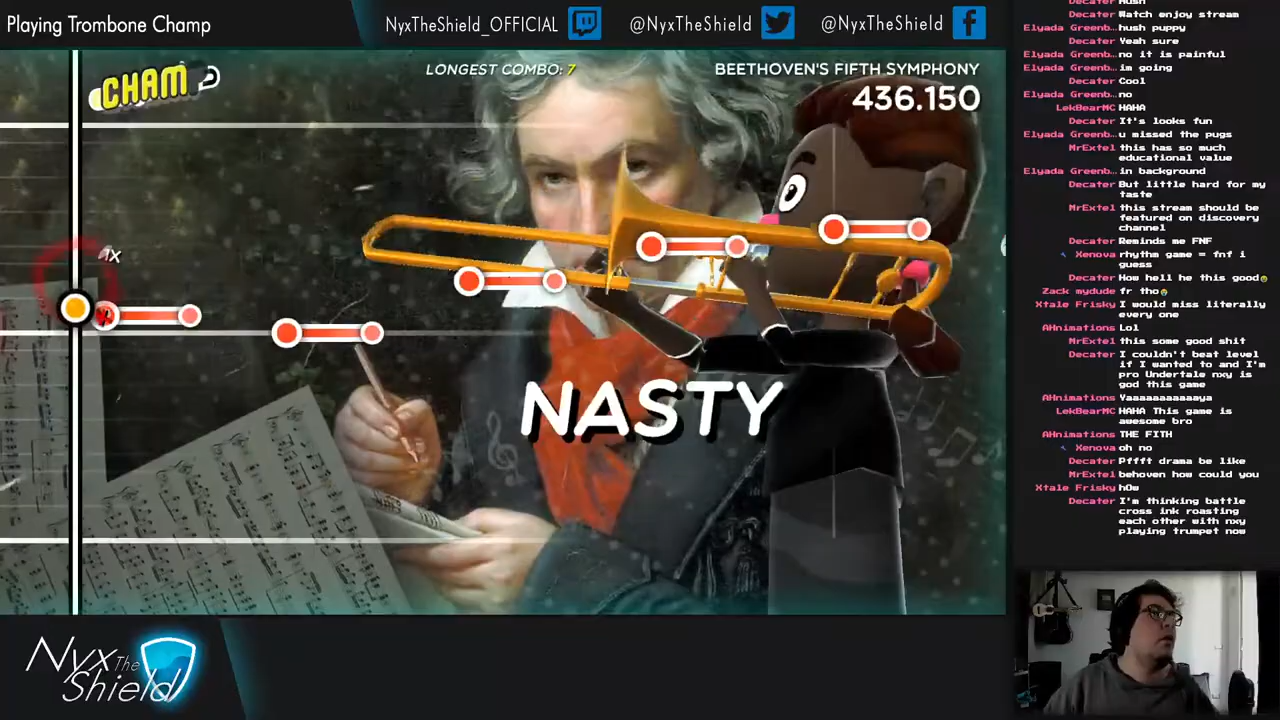 Playing Trombone Champ
NyxTheShield_OFFICIAL
@NyxTheShield
@NyxTheShield
CHAM
LONGEST COMBO: 7
BEETHOVEN'S FIFTH SYMPHONY
436.150
NASTY
Nyx The
Shield
Decater Hush
Decater Watch enjoy stream
Elyada Greenb… hush puppy
Decater Yeah sure
Elyada Greenb… no it is painful
Elyada Greenb… im going
Decater Cool
Elyada Greenb… no
LekBearMC HAHA
Decater It's looks fun
Elyada Greenb… u missed the pugs
MrExtel this has so much
educational value
Elyada Greenb… in background
Decater But little hard for my
taste
MrExtel this stream should be
featured on discovery
channel
Decater Reminds me FNF
Xenova rhythm game = fnf i
guess
Decater How hell he this good
Zack mydude fr tho
Xtale Frisky I would miss literally
every one
AHnimations Lol
MrExtel this some good shit
Decater I couldn't beat level
if I wanted to and I'm
pro Undertale nxy is
god this game
AHnimations Yaaaaaaaaaaya
LekBearMC HAHA This game is
awesome bro
AHnimations THE FITH
Xenova oh no
Decater Pffft drama be like
MrExtel behoven how could you
Xtale Frisky h0w
Decater I'm thinking battle
cross ink roasting
each other with nxy
playing trumpet now